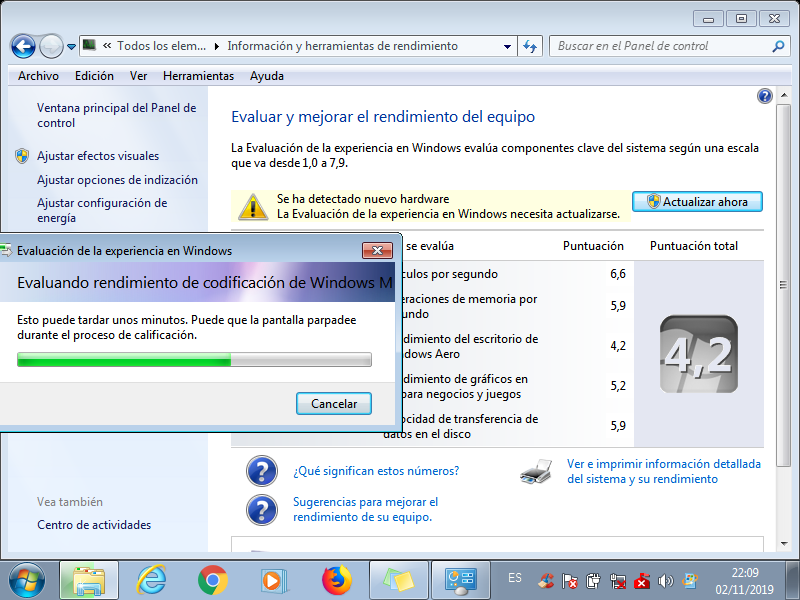 « Todos los elem... ▸ Información y herramientas de rendimiento
Buscar en el Panel de control
Archivo Edición Ver Herramientas Ayuda
Ventana principal del Panel de
control
Ajustar efectos visuales
Ajustar opciones de indización
Ajustar configuración de
energía
Evaluar y mejorar el rendimiento del equipo
La Evaluación de la experiencia en Windows evalúa componentes clave del sistema según una escala
que va desde 1,0 a 7,9.
Se ha detectado nuevo hardware
La Evaluación de la experiencia en Windows necesita actualizarse.
Actualizar ahora
Evaluación de la experiencia en Windows
Evaluando rendimiento de codificación de Windows M
Esto puede tardar unos minutos. Puede que la pantalla parpadee
durante el proceso de calificación.
Cancelar
se evalúa Puntuación Puntuación total
culos por segundo 6,6
eraciones de memoria por
undo
5,9
dimiento del escritorio de
dows Aero
4,2
dimiento de gráficos en
para negocios y juegos
5,2
ocidad de transferencia de
datos en el disco
5,9
4,2
¿Qué significan estos números?
Sugerencias para mejorar el
rendimiento de su equipo.
Ver e imprimir información detallada
del sistema y su rendimiento
Vea también
Centro de actividades
ES
22:09
02/11/2019